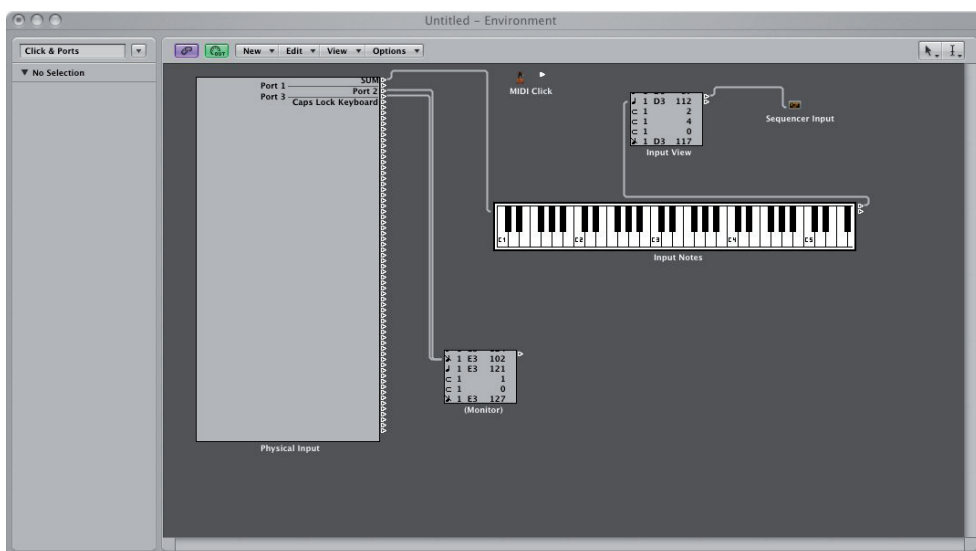 Untitled – Environment
Click & Ports
New Edit View Options
No Selection
SUM
Port 1
Port 2
Port 3
Caps Lock Keyboard
Physical Input
MIDI Click
1 D3 112
1 2
1 4
1 0
1 D3 117
Input View
Sequencer Input
C1 C2 C3 C4 C5
Input Notes
1 E3 102
1 E3 121
1 1
1 0
1 E3 127
(Monitor)